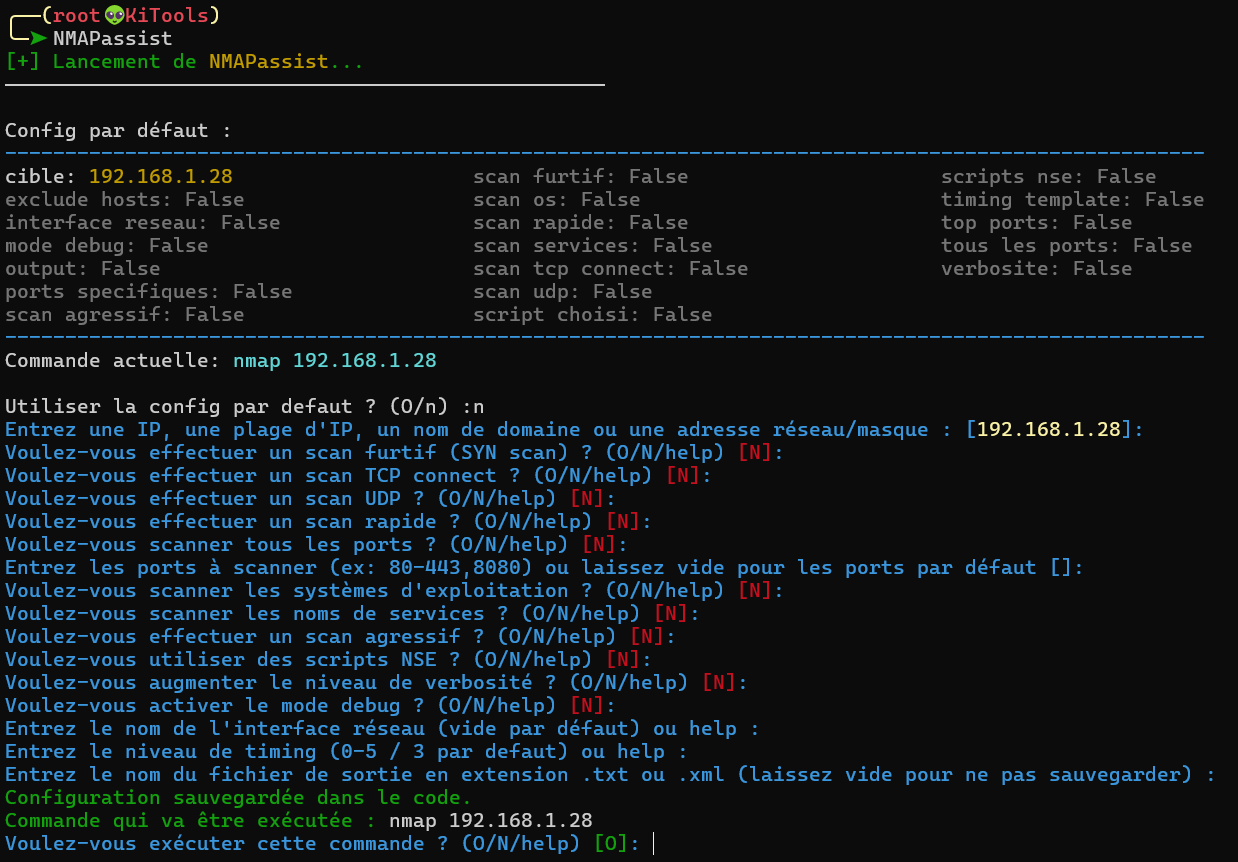 (root👽KiTools)
NMAPassist
[+] Lancement de NMAPassist...
Config par défaut :
cible: 192.168.1.28 scan furtif: False scripts nse: False
exclude hosts: False scan os: False timing template: False
interface reseau: False scan rapide: False top ports: False
mode debug: False scan services: False tous les ports: False
output: False scan tcp connect: False verbosite: False
ports specifiques: False scan udp: False
scan agressif: False script choisi: False
Commande actuelle: nmap 192.168.1.28
Utiliser la config par defaut ? (O/n) :n
Entrez une IP, une plage d'IP, un nom de domaine ou une adresse réseau/masque : [192.168.1.28]:
Voulez-vous effectuer un scan furtif (SYN scan) ? (O/N/help) [N]:
Voulez-vous effectuer un scan TCP connect ? (O/N/help) [N]:
Voulez-vous effectuer un scan UDP ? (O/N/help) [N]:
Voulez-vous effectuer un scan rapide ? (O/N/help) [N]:
Voulez-vous scanner tous les ports ? (O/N/help) [N]:
Entrez les ports à scanner (ex: 80-443,8080) ou laissez vide pour les ports par défaut []:
Voulez-vous scanner les systèmes d'exploitation ? (O/N/help) [N]:
Voulez-vous scanner les noms de services ? (O/N/help) [N]:
Voulez-vous effectuer un scan agressif ? (O/N/help) [N]:
Voulez-vous utiliser des scripts NSE ? (O/N/help) [N]:
Voulez-vous augmenter le niveau de verbosité ? (O/N/help) [N]:
Voulez-vous activer le mode debug ? (O/N/help) [N]:
Entrez le nom de l'interface réseau (vide par défaut) ou help :
Entrez le niveau de timing (0-5 / 3 par defaut) ou help :
Entrez le nom du fichier de sortie en extension .txt ou .xml (laissez vide pour ne pas sauvegarder) :
Configuration sauvegardée dans le code.
Commande qui va être exécutée : nmap 192.168.1.28
Voulez-vous exécuter cette commande ? (O/N/help) [O]: